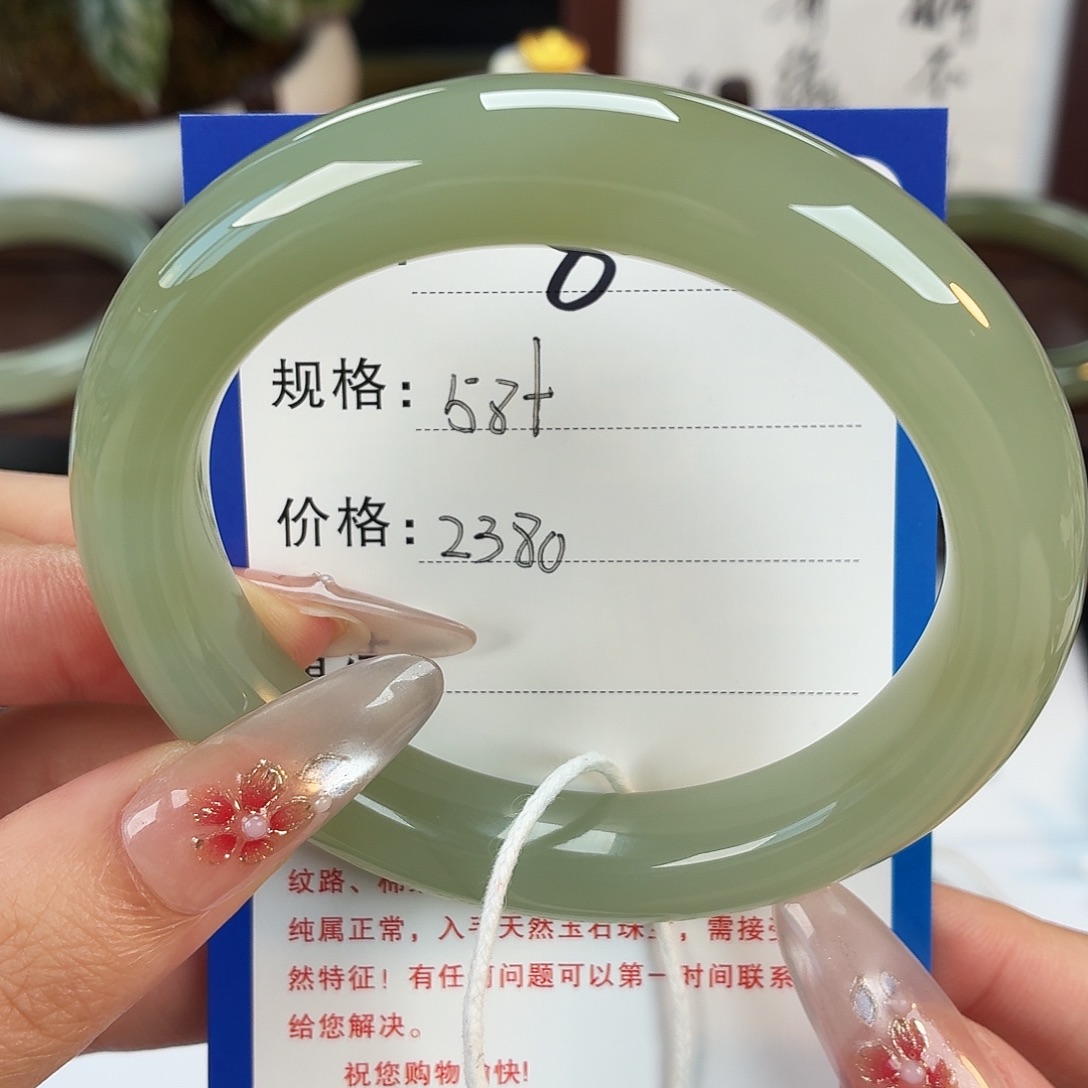 8
规格：58+
价格：2380
纹路、棉
纯属正常，入手天然玉石珠宝，需接受
然特征！有任何问题可以第一时间联系
给您解决。
祝您购物愉快!